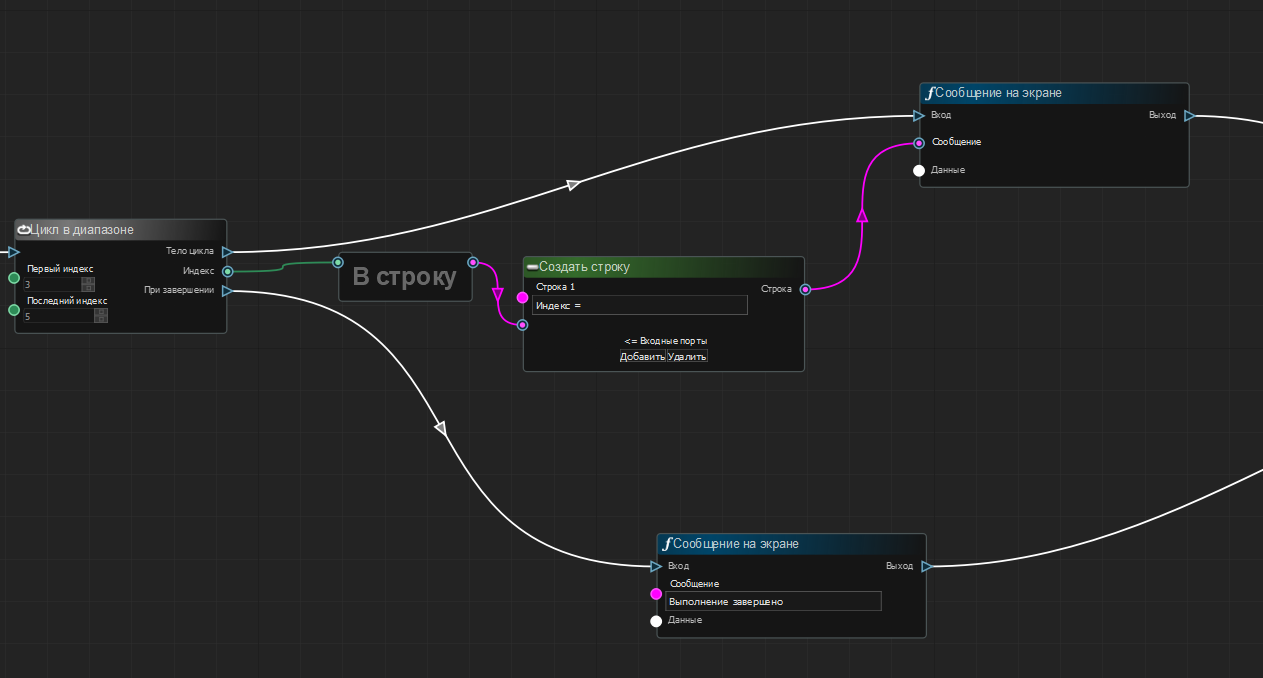 Цикл в диапазоне
Тело цикла
Первый индекс
Индекс
3
При завершении
Последний индекс
5
В строку
Создать строку
Строка 1
Строка
Индекс =
<= Входные порты
Добавить Удалить
Сообщение на экране
Вход Выход
Сообщение
Данные
Сообщение на экране
Вход Выход
Сообщение
Выполнение завершено
Данные